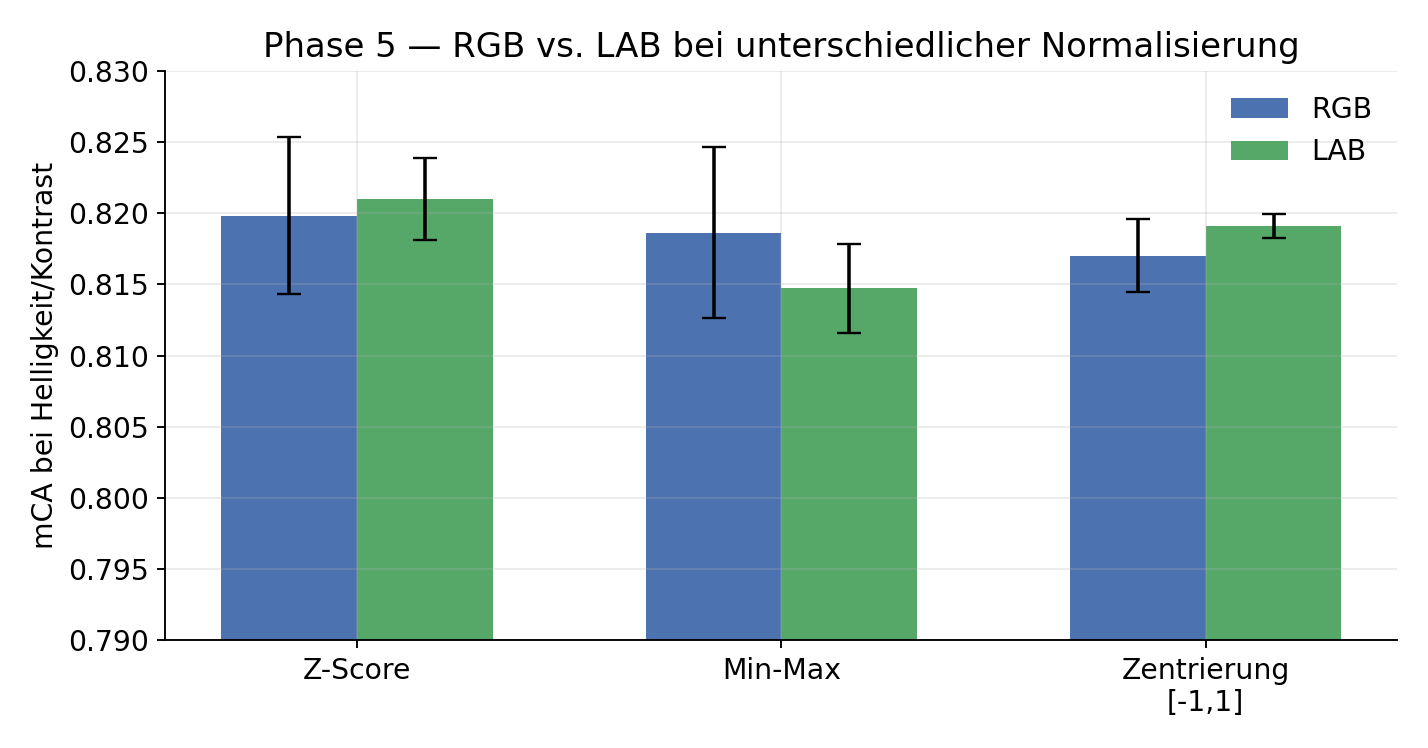 Phase 5 — RGB vs. LAB bei unterschiedlicher Normalisierung
mCA bei Helligkeit/Kontrast
0.830
0.825
0.820
0.815
0.810
0.805
0.800
0.795
0.790
RGB
LAB
Z-Score
Min-Max
Zentrierung
[-1,1]